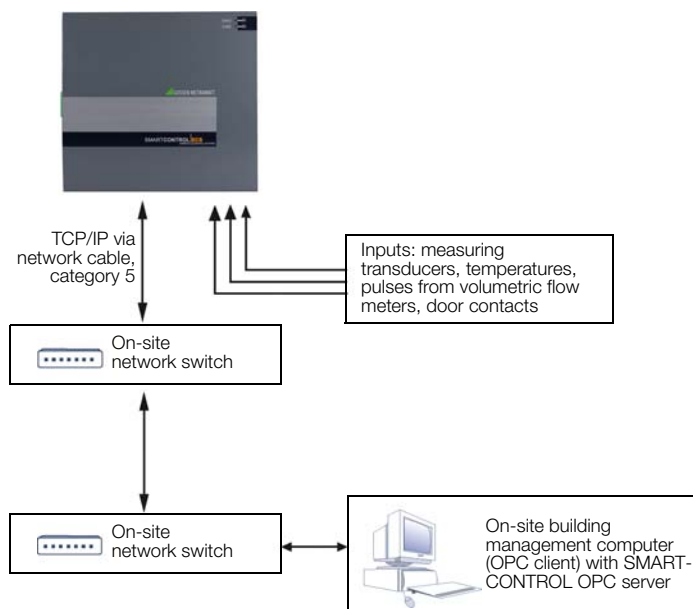 GOSSEN METRAWATT
SMARTCONTROL
TCP/IP via
network cable,
category 5
Inputs: measuring
transducers, temperatures,
pulses from volumetric flow
meters, door contacts
On-site
network switch
On-site
network switch
On-site building
management computer
(OPC client) with SMART-
CONTROL OPC server